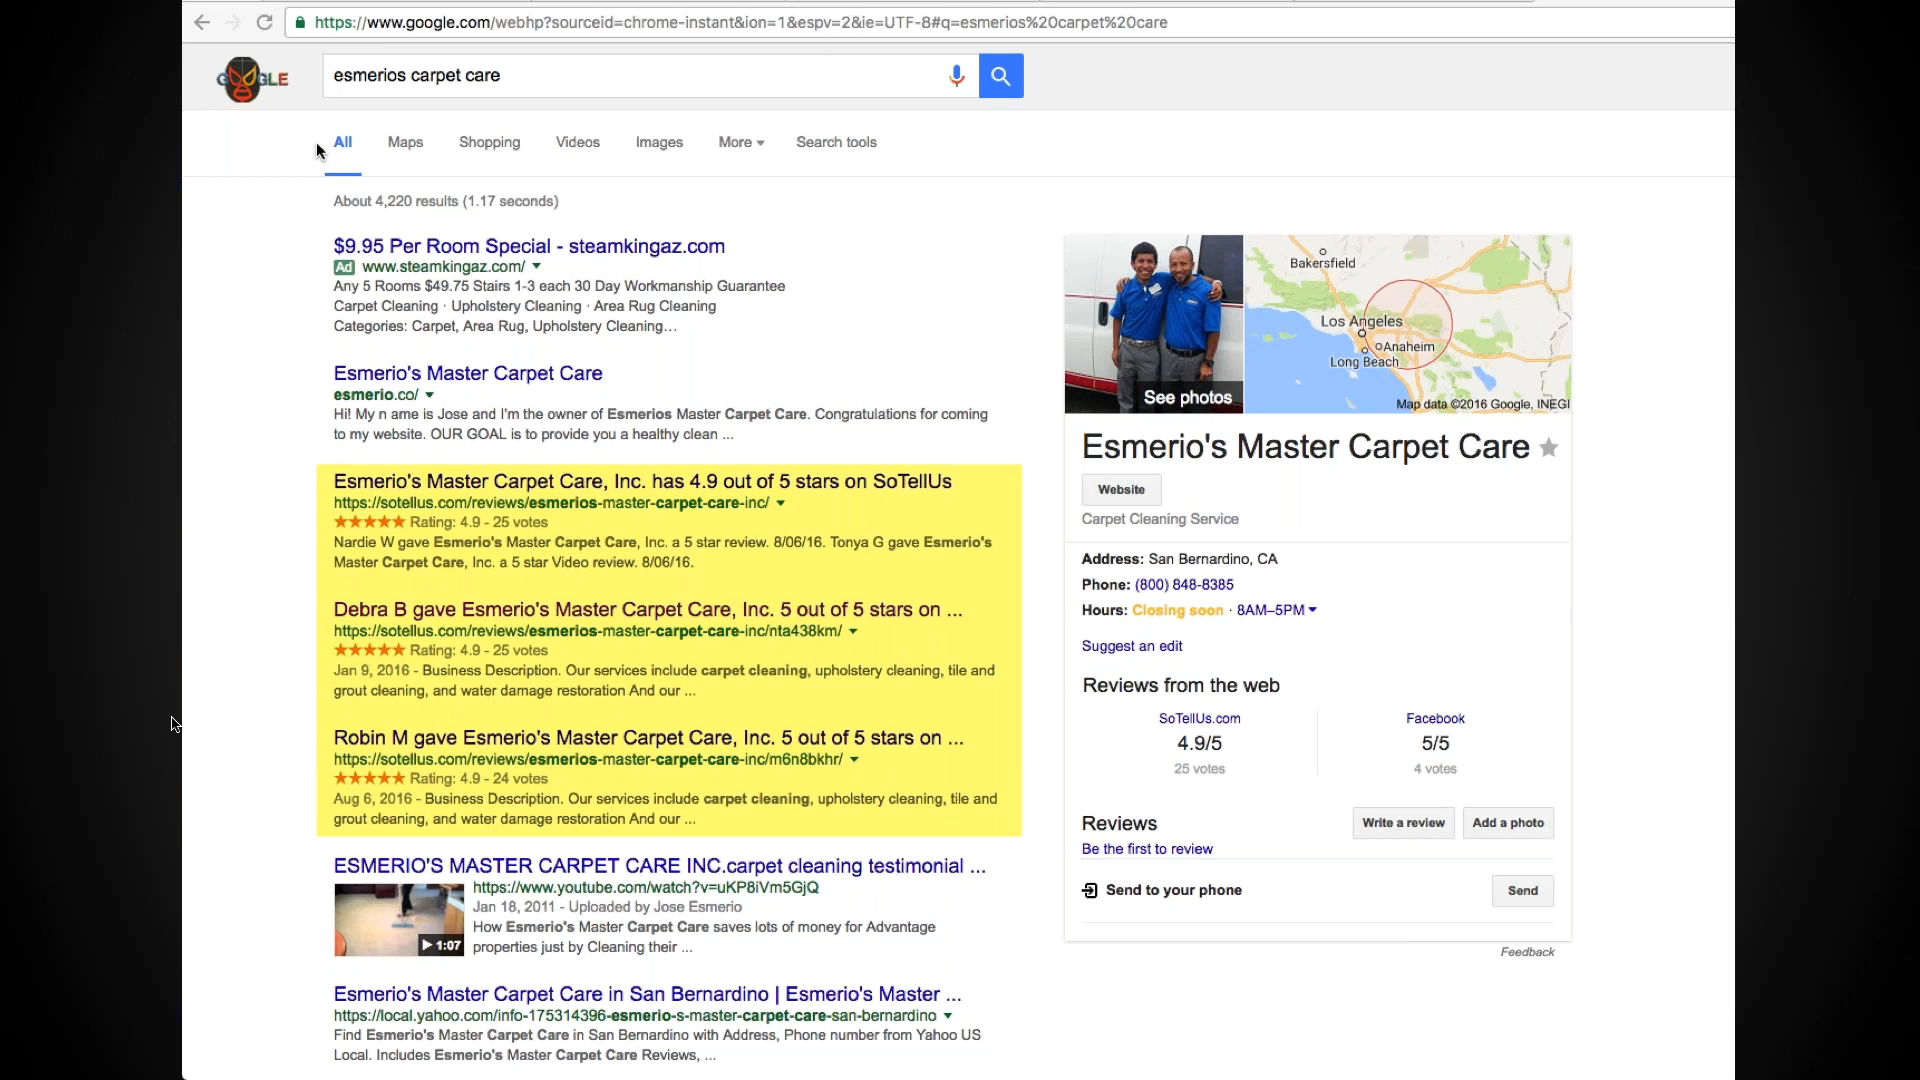 https://www.google.com/webhp?sourceid=chrome-instant&ion=1&espv=2&ie=UTF-8#q=esmerios%20carpet%20care
esmerios carpet care
All Maps Shopping Videos Images More Search tools
About 4,220 results (1.17 seconds)
$9.95 Per Room Special - steamkingaz.com
Ad www.steamkingaz.com/
Any 5 Rooms $49.75 Stairs 1-3 each 30 Day Workmanship Guarantee
Carpet Cleaning · Upholstery Cleaning · Area Rug Cleaning
Categories: Carpet, Area Rug, Upholstery Cleaning…
Esmerio's Master Carpet Care
esmerio.co/
Hi! My n ame is Jose and I'm the owner of Esmerios Master Carpet Care. Congratulations for coming
to my website. OUR GOAL is to provide you a healthy clean ...
Esmerio's Master Carpet Care, Inc. has 4.9 out of 5 stars on SoTellUs
https://sotellus.com/reviews/esmerios-master-carpet-care-inc/
★★★★★ Rating: 4.9 - 25 votes
Nardie W gave Esmerio's Master Carpet Care, Inc. a 5 star review. 8/06/16. Tonya G gave Esmerio's
Master Carpet Care, Inc. a 5 star Video review. 8/06/16.
Debra B gave Esmerio's Master Carpet Care, Inc. 5 out of 5 stars on ...
https://sotellus.com/reviews/esmerios-master-carpet-care-inc/nta438km/
★★★★★ Rating: 4.9 - 25 votes
Jan 9, 2016 - Business Description. Our services include carpet cleaning, upholstery cleaning, tile and
grout cleaning, and water damage restoration And our ...
Robin M gave Esmerio's Master Carpet Care, Inc. 5 out of 5 stars on ...
https://sotellus.com/reviews/esmerios-master-carpet-care-inc/m6n8bkhr/
★★★★★ Rating: 4.9 - 24 votes
Aug 6, 2016 - Business Description. Our services include carpet cleaning, upholstery cleaning, tile and
grout cleaning, and water damage restoration And our ...
ESMERIO'S MASTER CARPET CARE INC.carpet cleaning testimonial ...
https://www.youtube.com/watch?v=uKP8iVm5GjQ
Jan 18, 2011 - Uploaded by Jose Esmerio
How Esmerio's Master Carpet Care saves lots of money for Advantage
properties just by Cleaning their ...
1:07
Esmerio's Master Carpet Care in San Bernardino | Esmerio's Master ...
https://local.yahoo.com/info-175314396-esmerio-s-master-carpet-care-san-bernardino
Find Esmerio's Master Carpet Care in San Bernardino with Address, Phone number from Yahoo US
Local. Includes Esmerio's Master Carpet Care Reviews, ...
See photos
Bakersfield
Los Angeles
Anaheim
Long Beach
Map data ©2016 Google, INEGI
Esmerio's Master Carpet Care
Website
Carpet Cleaning Service
Address: San Bernardino, CA
Phone: (800) 848-8385
Hours: Closing soon · 8AM–5PM
Suggest an edit
Reviews from the web
SoTellUs.com Facebook
4.9/5 5/5
25 votes 4 votes
Reviews Write a review Add a photo
Be the first to review
Send to your phone Send
Feedback